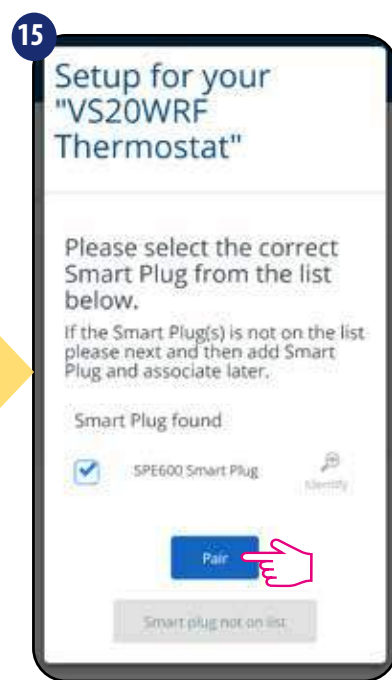 15
Setup for your
"VS20WRF
Thermostat"
Please select the correct
Smart Plug from the list
below.
If the Smart Plug(s) is not on the list
please next and then add Smart
Plug and associate later.
Smart Plug found
SPE600 Smart Plug
Identify
Pair
Smart plug not on list